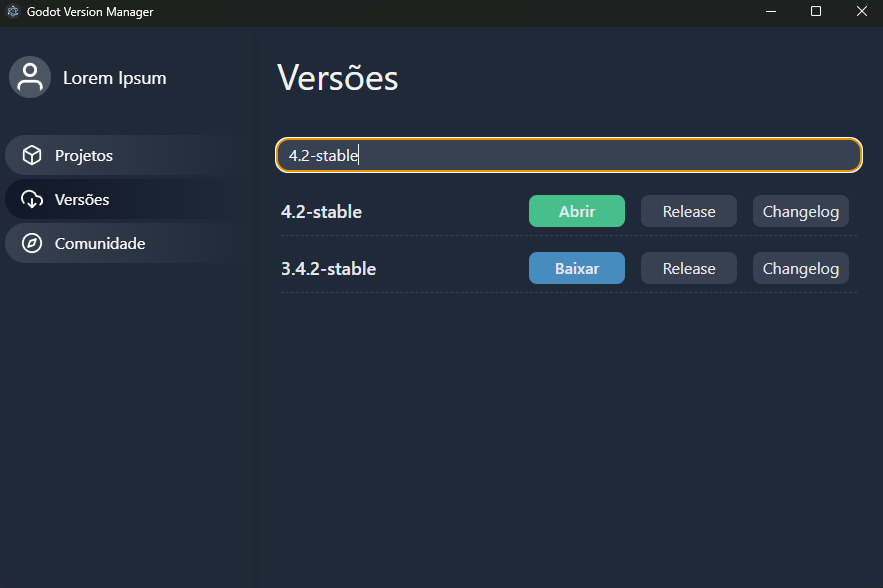 Godot Version Manager
Lorem Ipsum
Projetos
Versões
Comunidade
Versões
4.2-stable
4.2-stable Abrir Release Changelog
3.4.2-stable Baixar Release Changelog